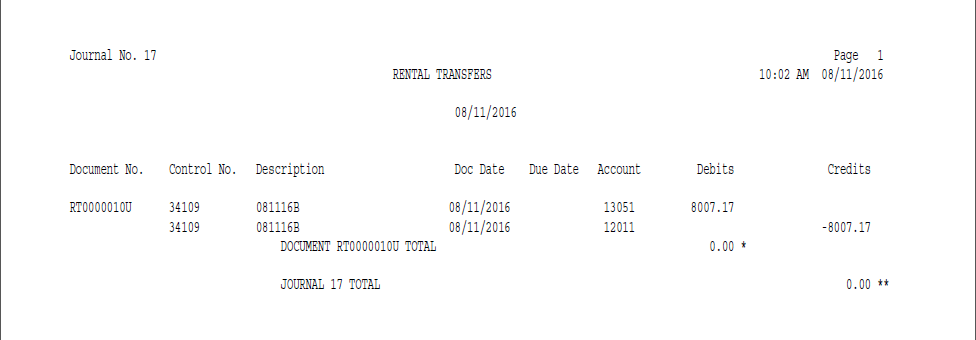 Journal No. 17 Page 1
RENTAL TRANSFERS 10:02 AM 08/11/2016
08/11/2016
Document No. Control No. Description Doc Date Due Date Account Debits Credits
RT0000010U 34109 081116B 08/11/2016 13051 8007.17
34109 081116B 08/11/2016 12011 -8007.17
DOCUMENT RT0000010U TOTAL 0.00 *
JOURNAL 17 TOTAL 0.00 **